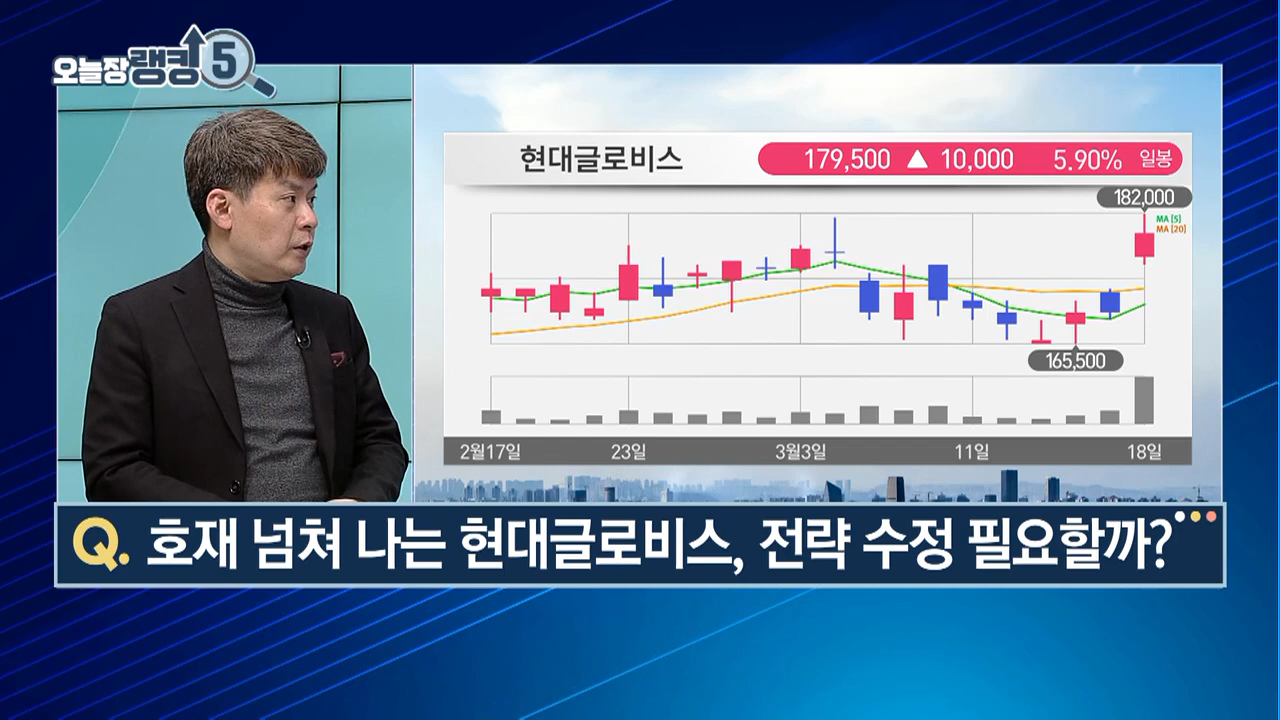 오늘장 랭킹 5
현대글로비스
179,500 ▲ 10,000 5.90% 일봉
182,000
MA [5]
MA [20]
165,500
2월17일 23일 3월3일 11일 18일
Q. 호재 넘쳐 나는 현대글로비스, 전략 수정 필요할까?